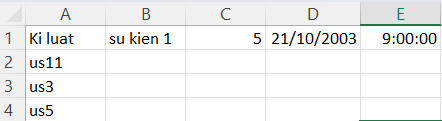 A B C D E
1 Ki luat su kien 1 5 21/10/2003 9:00:00
2 us11
3 us3
4 us5